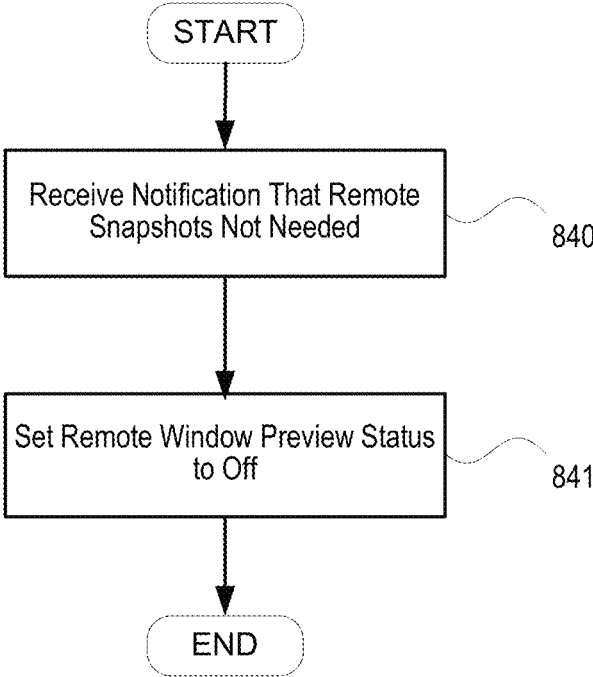 START
Receive Notification That Remote
Snapshots Not Needed
840
Set Remote Window Preview Status
to Off
841
END